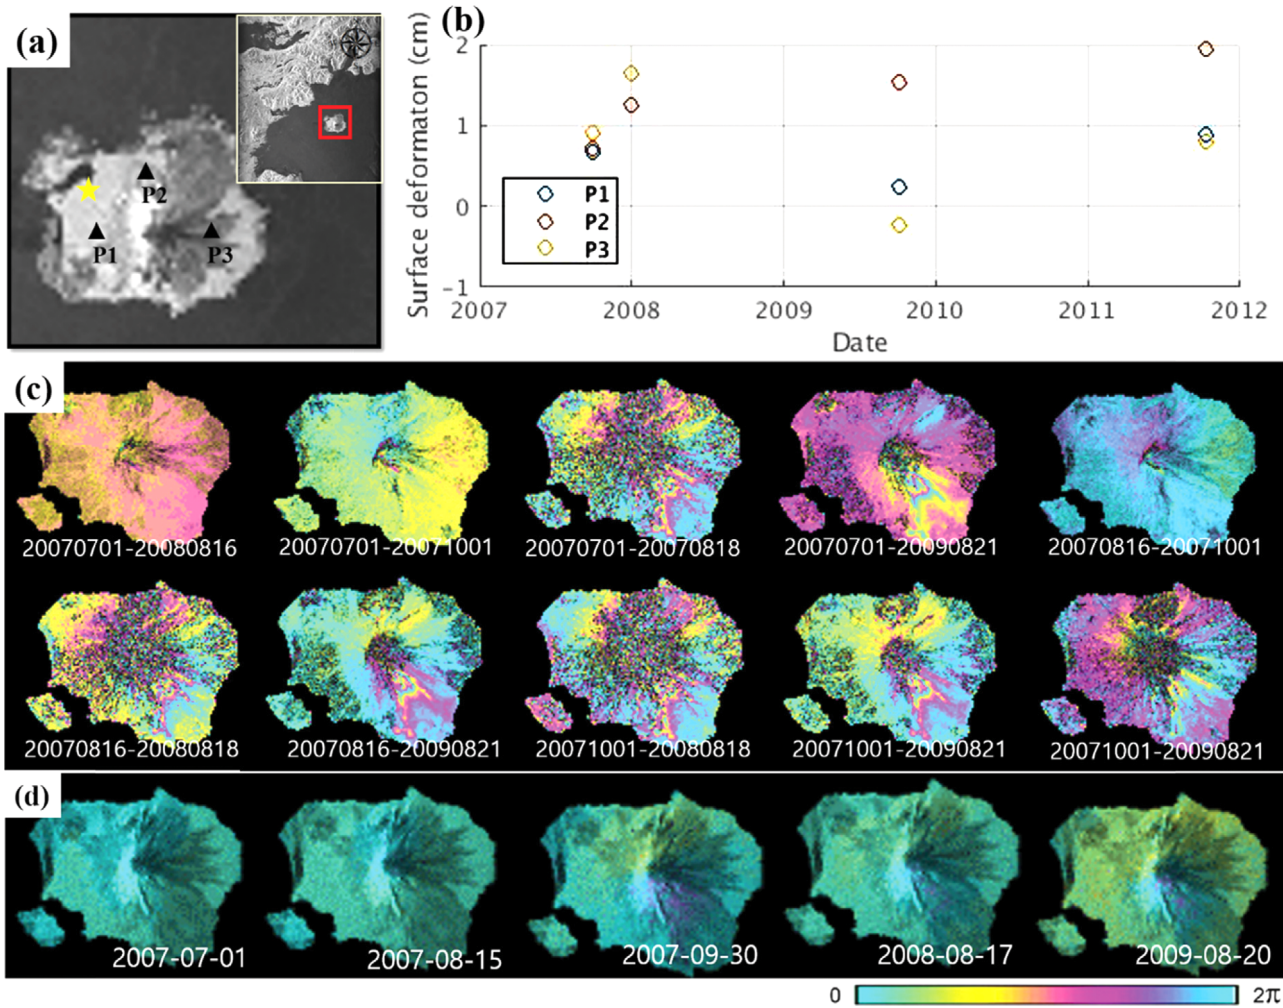 (a)
P2
P1
P3
(b)
Surface deformaton (cm)
2
1
0
-1
P1
P2
P3
2007
2008
2009
2010
2011
2012
Date
(c)
20070701-20080816
20070701-20071001
20070701-20070818
20070701-20090821
20070816-20071001
20070816-20080818
20070816-20090821
20071001-20080818
20071001-20090821
20071001-20090821
(d)
2007-07-01
2007-08-15
2007-09-30
2008-08-17
2009-08-20
0
2π